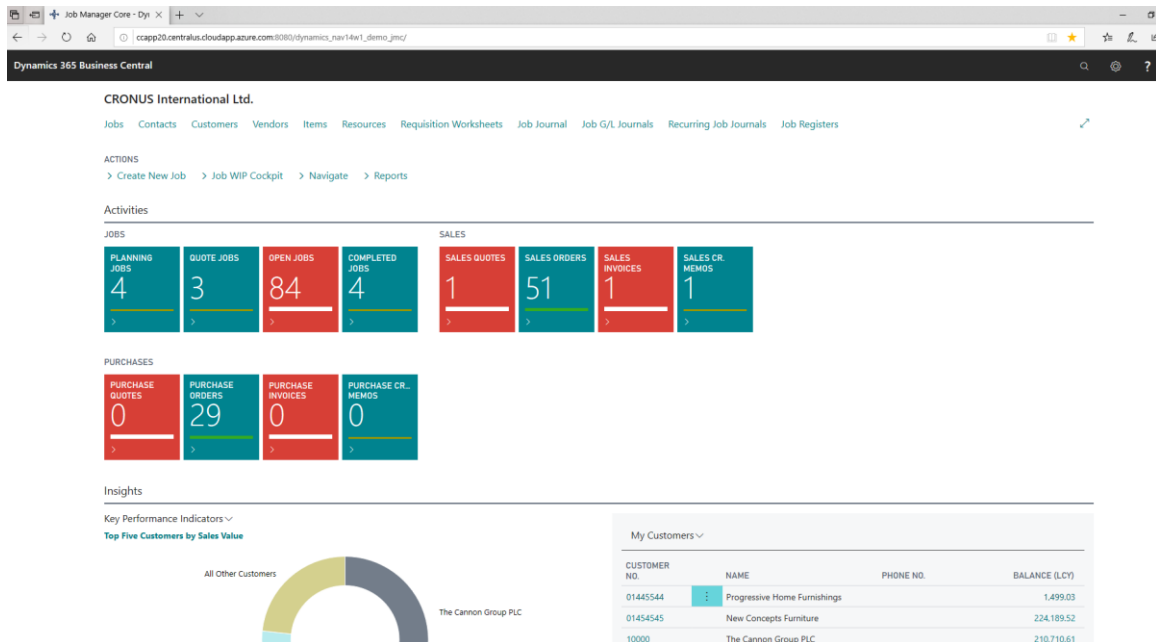 Job Manager Core - Dyr
ccapp20.centralus.cloudapp.azure.com:8080/dynamics_nav14w1_demo_jmc/
Dynamics 365 Business Central
?
CRONUS International Ltd.
Jobs Contacts Customers Vendors Items Resources Requisition Worksheets Job Journal Job G/L Journals Recurring Job Journals Job Registers
ACTIONS
> Create New Job > Job WIP Cockpit > Navigate > Reports
Activities
JOBS
PLANNING JOBS
4
QUOTE JOBS
3
OPEN JOBS
84
COMPLETED JOBS
4
SALES
SALES QUOTES
1
SALES ORDERS
51
SALES INVOICES
1
SALES CR. MEMOS
1
PURCHASES
PURCHASE QUOTES
0
PURCHASE ORDERS
29
PURCHASE INVOICES
0
PURCHASE CR... MEMOS
0
Insights
Key Performance Indicators
Top Five Customers by Sales Value
All Other Customers
The Cannon Group PLC
My Customers
CUSTOMER NO. NAME PHONE NO. BALANCE (LCY)
01445544 Progressive Home Furnishings 1,499.03
01454545 New Concepts Furniture 224,189.52
10000 The Cannon Group PLC 210,710.61